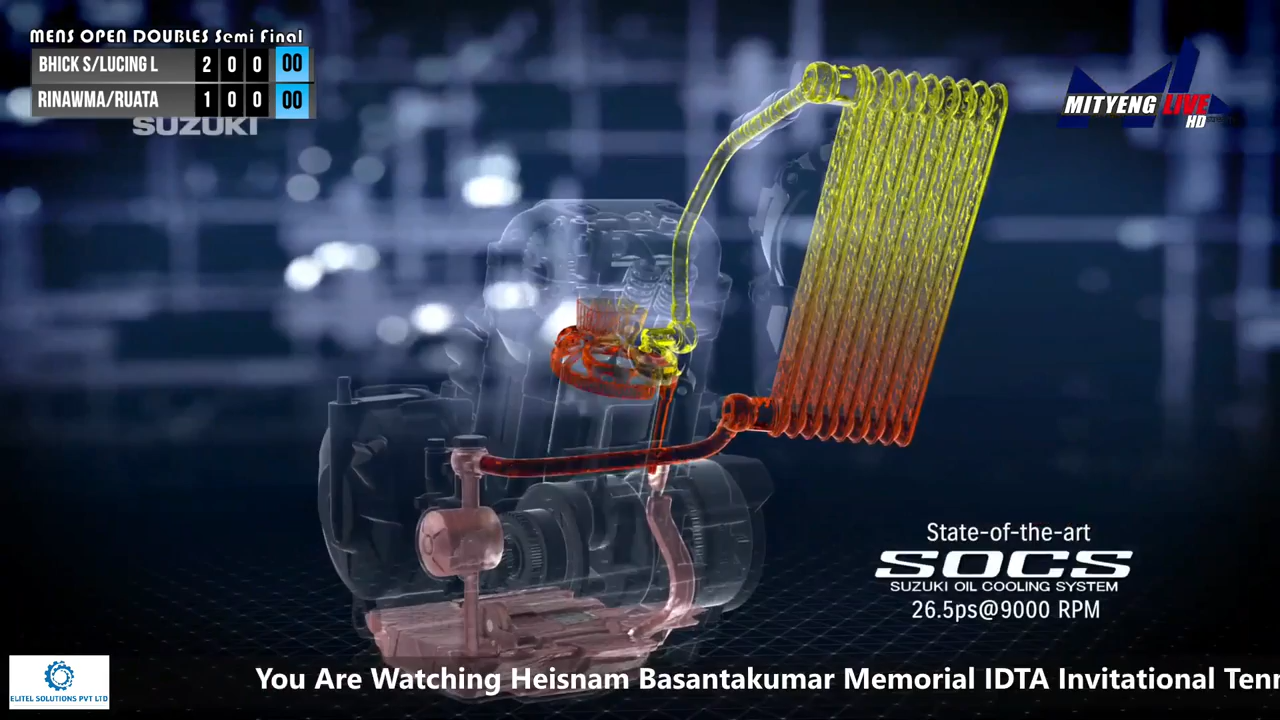 MENS OPEN DOUBLES Semi Final
BHICK S/LUCING L 2 0 0 00
RINAWMA/RUATA 1 0 0 00
SUZUKI
MITYENG LIVE
HD
State-of-the-art
SOCS
SUZUKI OIL COOLING SYSTEM
26.5ps@9000 RPM
ELITEL SOLUTIONS PVT LTD
You Are Watching Heisnam Basantakumar Memorial IDTA Invitational Tenn